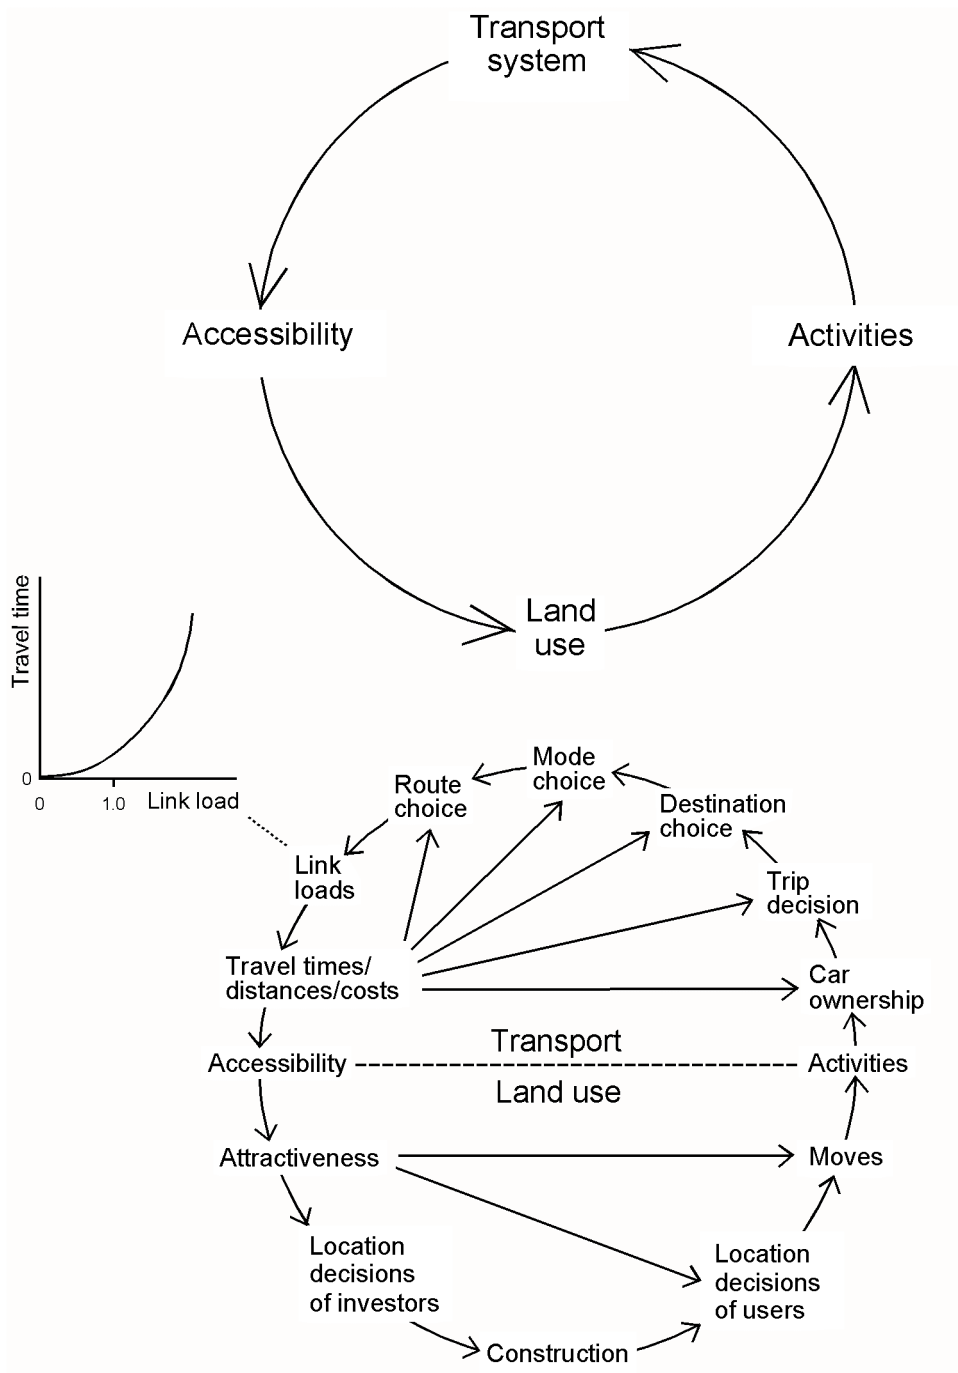 Transport
system
Accessibility
Activities
Land
use
Travel time
0
0
1.0
Link load
Mode
choice
Route
choice
Destination
choice
Link
loads
Trip
decision
Travel times/
distances/costs
Car
ownership
Transport
Accessibility
Activities
Land use
Attractiveness
Moves
Location
decisions
of investors
Location
decisions
of users
Construction